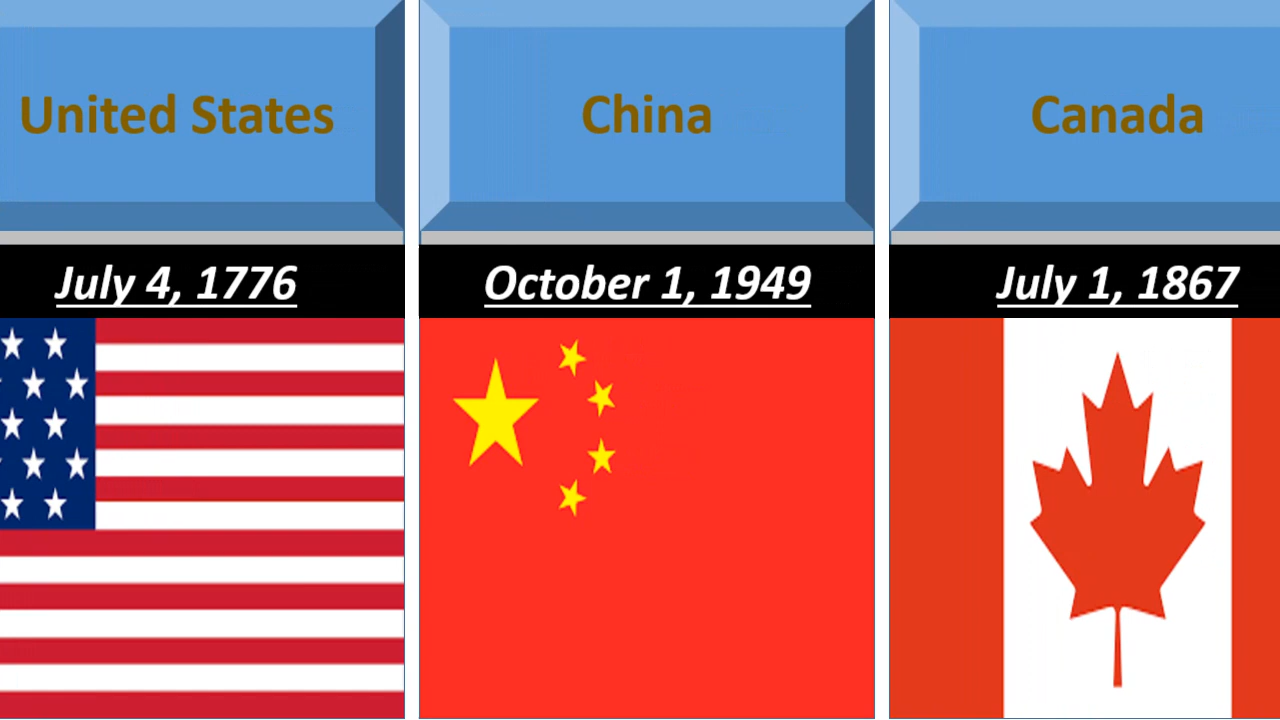 United States
China
Canada
July 4, 1776
October 1, 1949
July 1, 1867